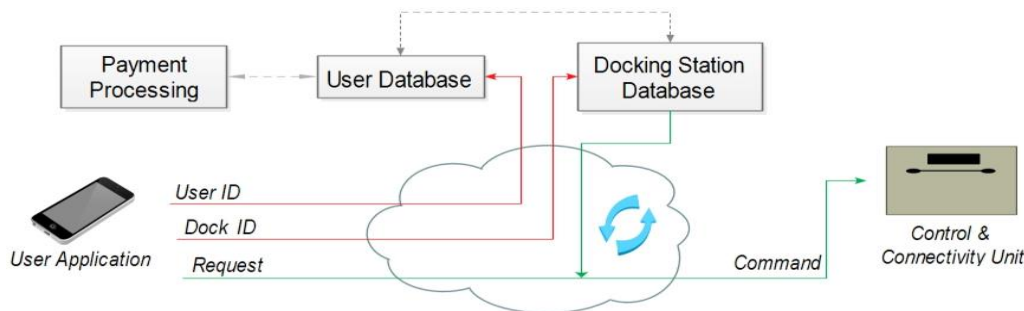 Payment
Processing
User Database
Docking Station
Database
User ID
Dock ID
Request
Command
User Application
Control &
Connectivity Unit